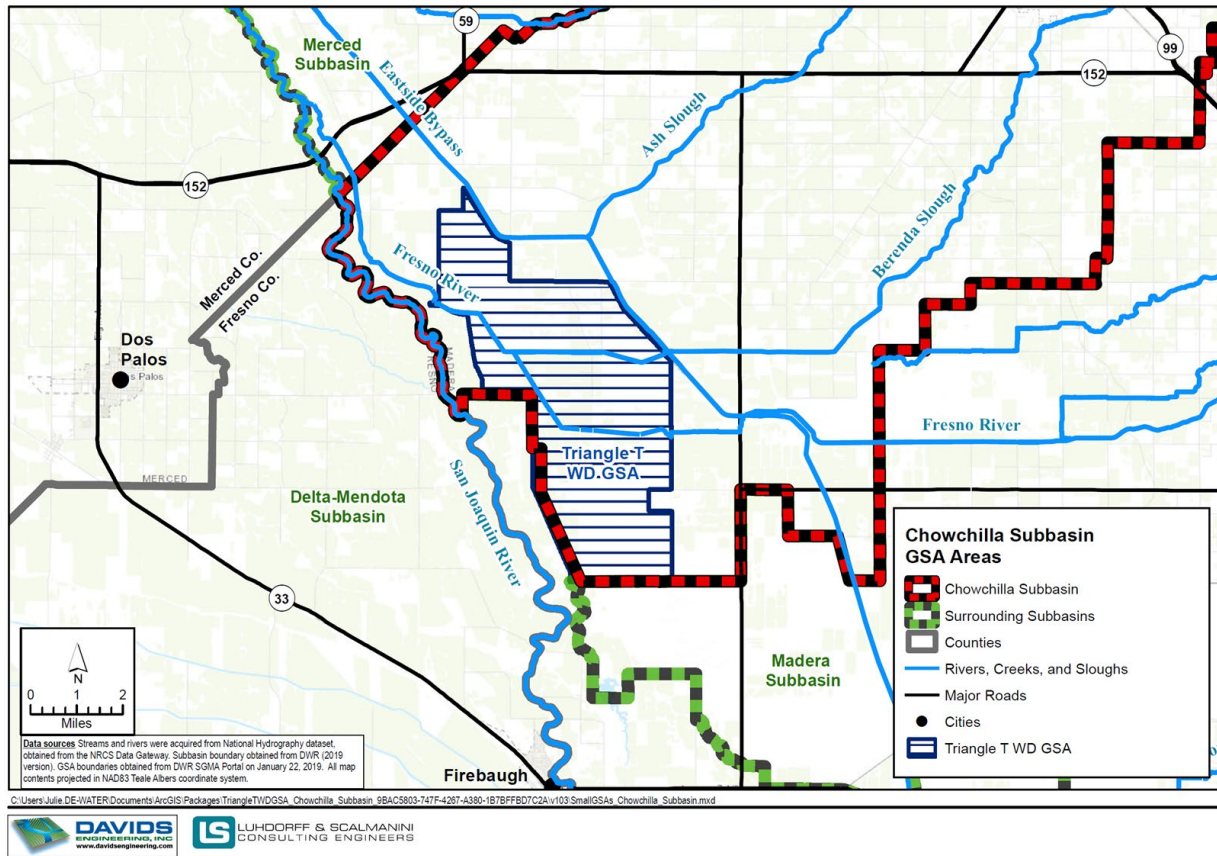 Merced
Subbasin
59
99
152
152
Eastside Bypass
Ash Slough
Berenda Slough
Merced Co.
Fresno Co.
Fresno River
Dos
Palos
MADERA
FRESNO
MERCED
Fresno River
Triangle T
WD GSA
Delta-Mendota
Subbasin
San Joaquin River
33
Madera
Subbasin
Firebaugh
Chowchilla Subbasin
GSA Areas
Chowchilla Subbasin
Surrounding Subbasins
Counties
Rivers, Creeks, and Sloughs
Major Roads
Cities
Triangle T WD GSA
N
0 1 2
Miles
Data sources Streams and rivers were acquired from National Hydrography dataset,
obtained from the NRCS Data Gateway. Subbasin boundary obtained from DWR (2019
version). GSA boundaries obtained from DWR SGMA Portal on January 22, 2019. All map
contents projected in NAD83 Teale Albers coordinate system.
C:\Users\Julie.DE-WATER\Documents\ArcGIS\Packages\TriangleTWDGSA_Chowchilla_Subbasin_9BAC5803-747F-4267-A380-1B7BFFBD7C2A\v103\SmallGSAs_Chowchilla_Subbasin.mxd
DAVIDS
ENGINEERING, INC
www.davidsengineering.com
LS
LUHDORFF & SCALMANINI
CONSULTING ENGINEERS